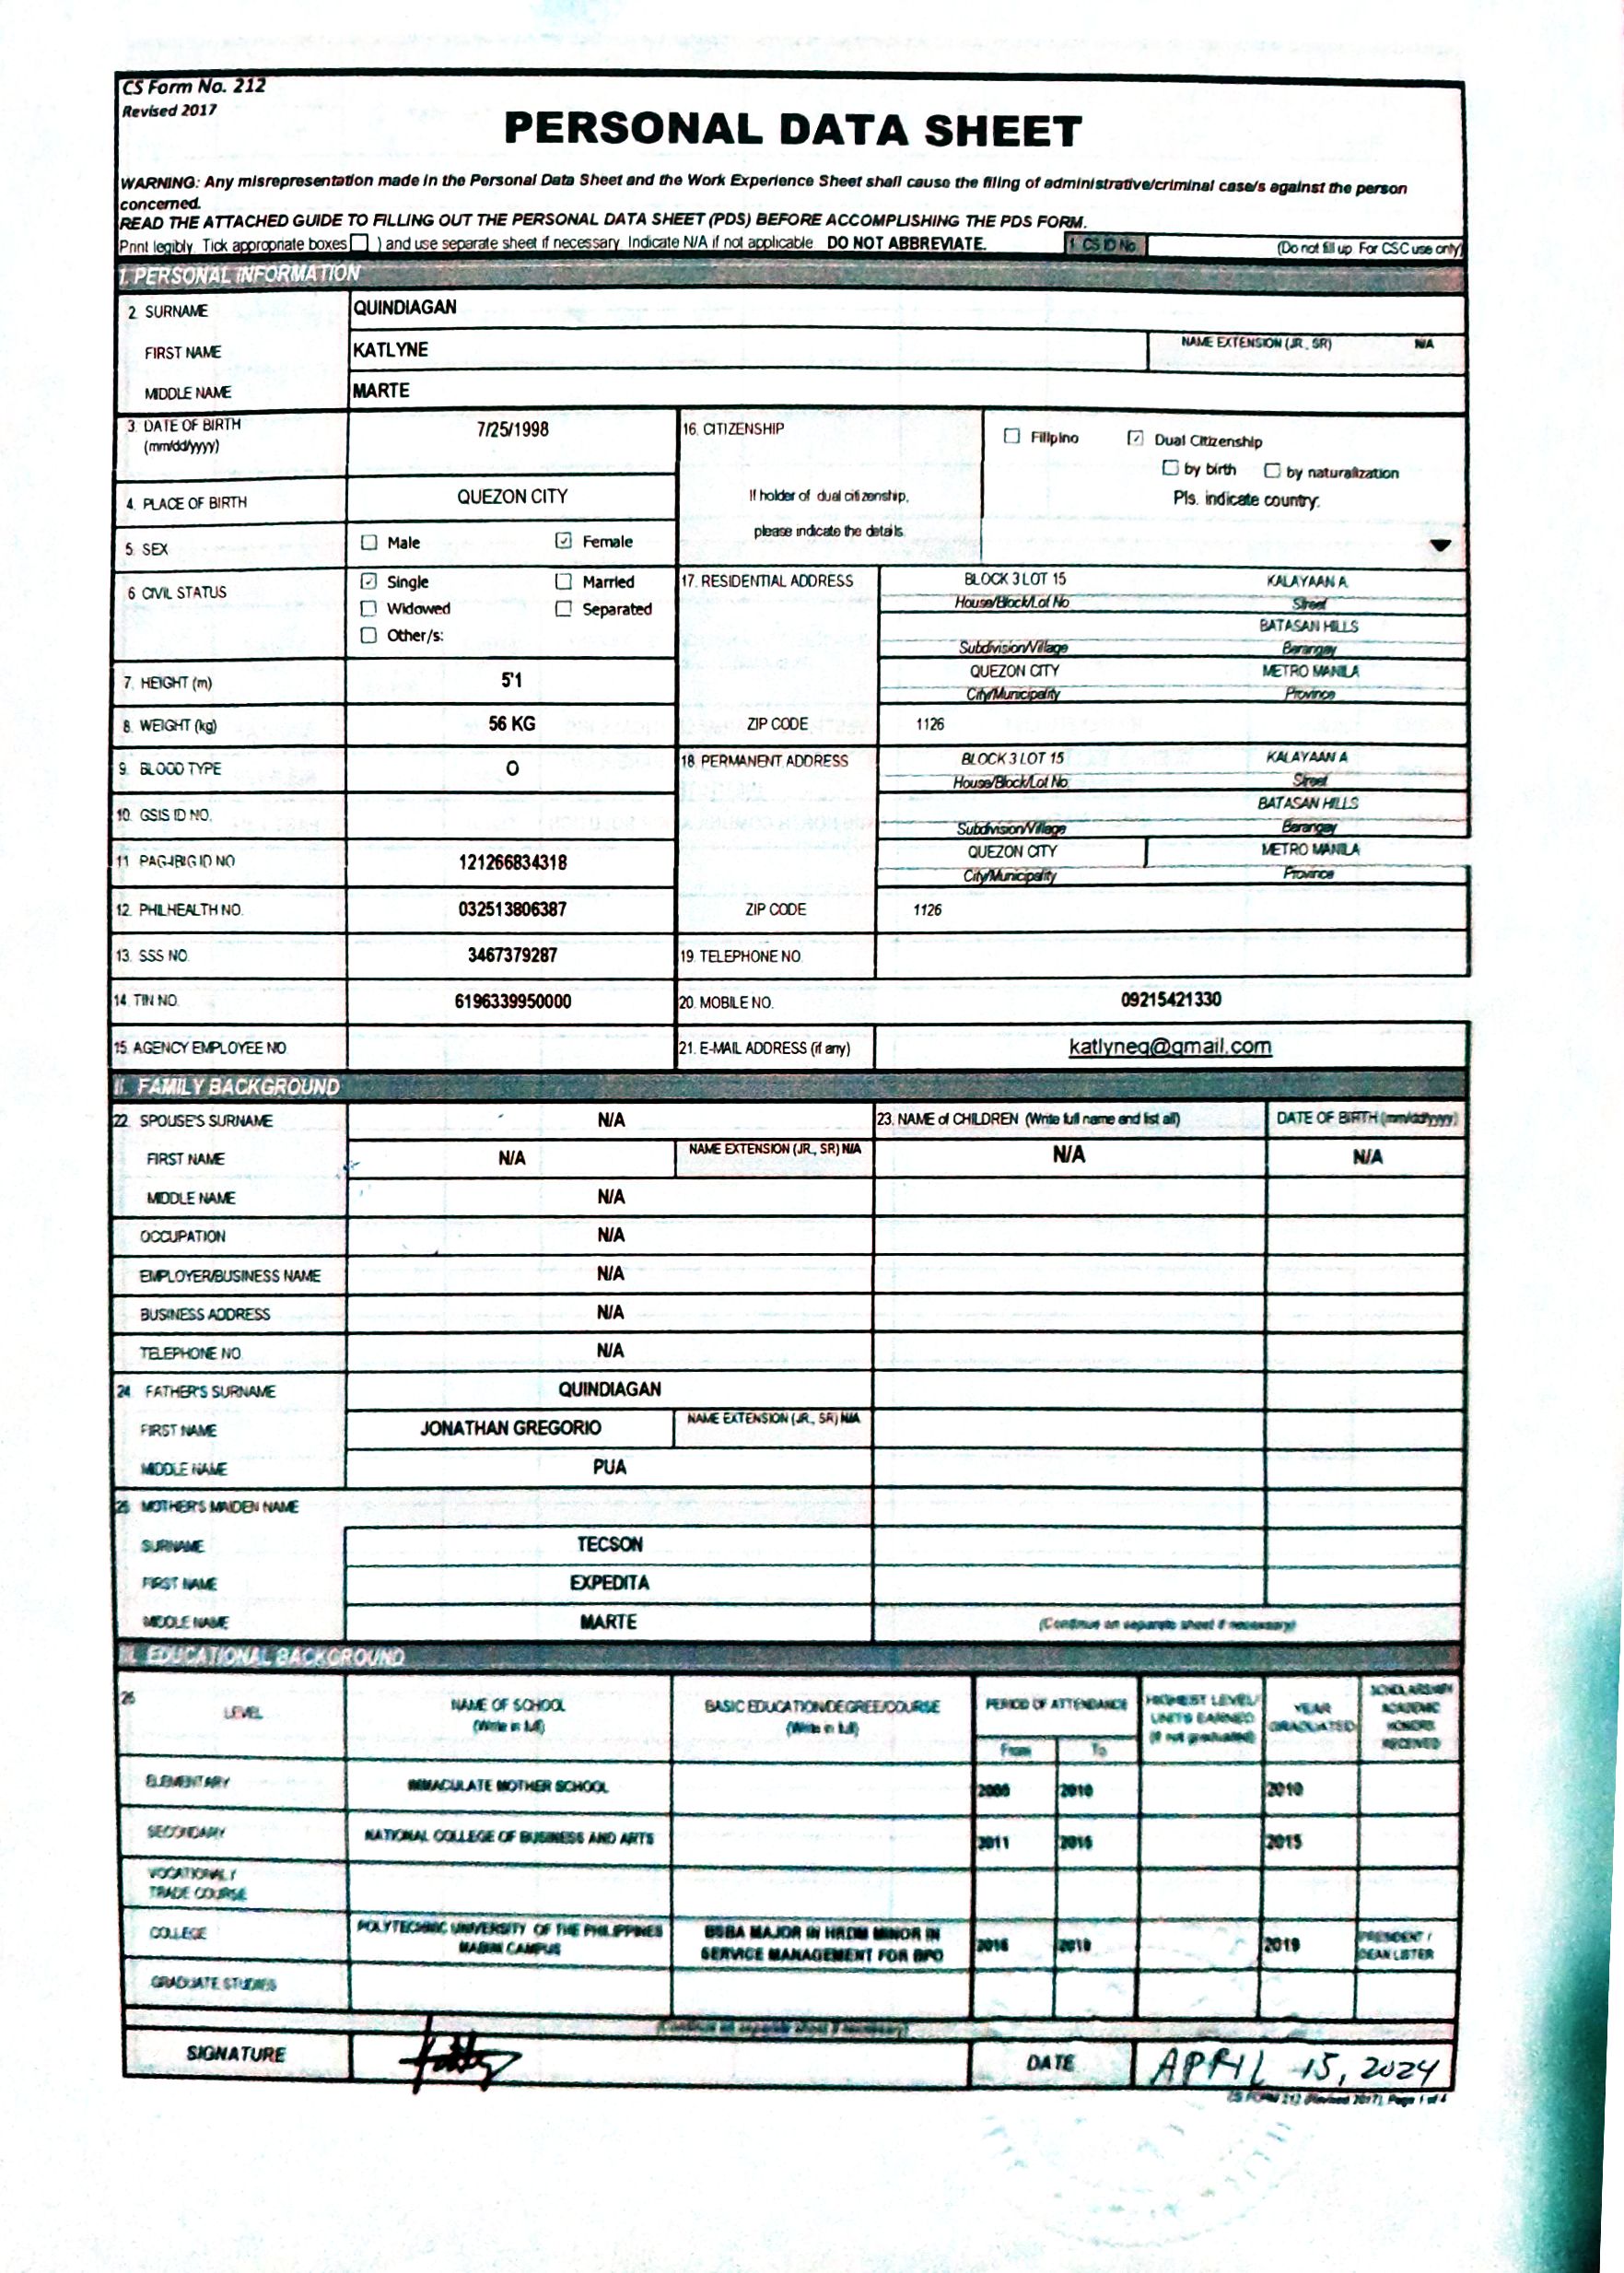 CS Form No. 212
Revised 2017
PERSONAL DATA SHEET
WARNING: Any misrepresentation made in the Personal Data Sheet and the Work Experience Sheet shall cause the filing of administrative/criminal case/s against the person
concerned.
READ THE ATTACHED GUIDE TO FILLING OUT THE PERSONAL DATA SHEET (PDS) BEFORE ACCOMPLISHING THE PDS FORM.
Print legibly. Tick appropriate boxes ☐ ) and use separate sheet if necessary. Indicate N/A if not applicable. DO NOT ABBREVIATE. 1. CS ID No. (Do not fill up. For CSC use only)
I. PERSONAL INFORMATION
2. SURNAME QUINDIAGAN
FIRST NAME KATLYNE NAME EXTENSION (JR., SR) N/A
MIDDLE NAME MARTE
3. DATE OF BIRTH
(mm/dd/yyyy) 7/25/1998 16. CITIZENSHIP ☐ Filipino ☑ Dual Citizenship
☐ by birth ☐ by naturalization
4. PLACE OF BIRTH QUEZON CITY If holder of dual citizenship, Pls. indicate country:
please indicate the details.
5. SEX ☐ Male ☑ Female
6. CIVIL STATUS ☑ Single ☐ Married
☐ Widowed ☐ Separated
☐ Other/s:
17. RESIDENTIAL ADDRESS BLOCK 3 LOT 15 KALAYAAN A
House/Block/Lot No. Street
BATASAN HILLS
Subdivision/Village Barangay
7. HEIGHT (m) 5'1 QUEZON CITY METRO MANILA
City/Municipality Province
8. WEIGHT (kg) 56 KG ZIP CODE 1126
9. BLOOD TYPE O 18. PERMANENT ADDRESS BLOCK 3 LOT 15 KALAYAAN A
House/Block/Lot No. Street
10. GSIS ID NO. BATASAN HILLS
Subdivision/Village Barangay
11. PAG-IBIG ID NO. 121266834318 QUEZON CITY METRO MANILA
City/Municipality Province
12. PHILHEALTH NO. 032513806387 ZIP CODE 1126
13. SSS NO. 3467379287 19. TELEPHONE NO.
14. TIN NO. 6196339950000 20. MOBILE NO. 09215421330
15. AGENCY EMPLOYEE NO. 21. E-MAIL ADDRESS (if any) katlyneq@gmail.com
II. FAMILY BACKGROUND
22. SPOUSE'S SURNAME N/A 23. NAME of CHILDREN (Write full name and list all) DATE OF BIRTH (mm/dd/yyyy)
FIRST NAME N/A NAME EXTENSION (JR., SR) N/A N/A N/A
MIDDLE NAME N/A
OCCUPATION N/A
EMPLOYER/BUSINESS NAME N/A
BUSINESS ADDRESS N/A
TELEPHONE NO. N/A
24. FATHER'S SURNAME QUINDIAGAN
FIRST NAME JONATHAN GREGORIO NAME EXTENSION (JR., SR) N/A
MIDDLE NAME PUA
25. MOTHER'S MAIDEN NAME
SURNAME TECSON
FIRST NAME EXPEDITA
MIDDLE NAME MARTE (Continue on separate sheet if necessary)
III. EDUCATIONAL BACKGROUND
26. LEVEL NAME OF SCHOOL
(Write in full) BASIC EDUCATION/DEGREE/COURSE
(Write in full) PERIOD OF ATTENDANCE
From To HIGHEST LEVEL/
UNITS EARNED
(if not graduated) YEAR
GRADUATED SCHOLARSHIP/
ACADEMIC
HONORS
RECEIVED
ELEMENTARY IMMACULATE MOTHER SCHOOL 2010 2010
SECONDARY NATIONAL COLLEGE OF BUSINESS AND ARTS 2011 2015
VOCATIONAL /
TRADE COURSE
COLLEGE POLYTECHNIC UNIVERSITY OF THE PHILIPPINES
MABINI CAMPUS BSBA MAJOR IN HRDM MINOR IN
SERVICE MANAGEMENT FOR BPO 2019 PRESIDENT /
DEAN LISTER
GRADUATE STUDIES
(Continue on separate sheet if necessary)
SIGNATURE DATE APRIL 15, 2024
CS FORM 212 (Revised 2017), Page 1 of 4